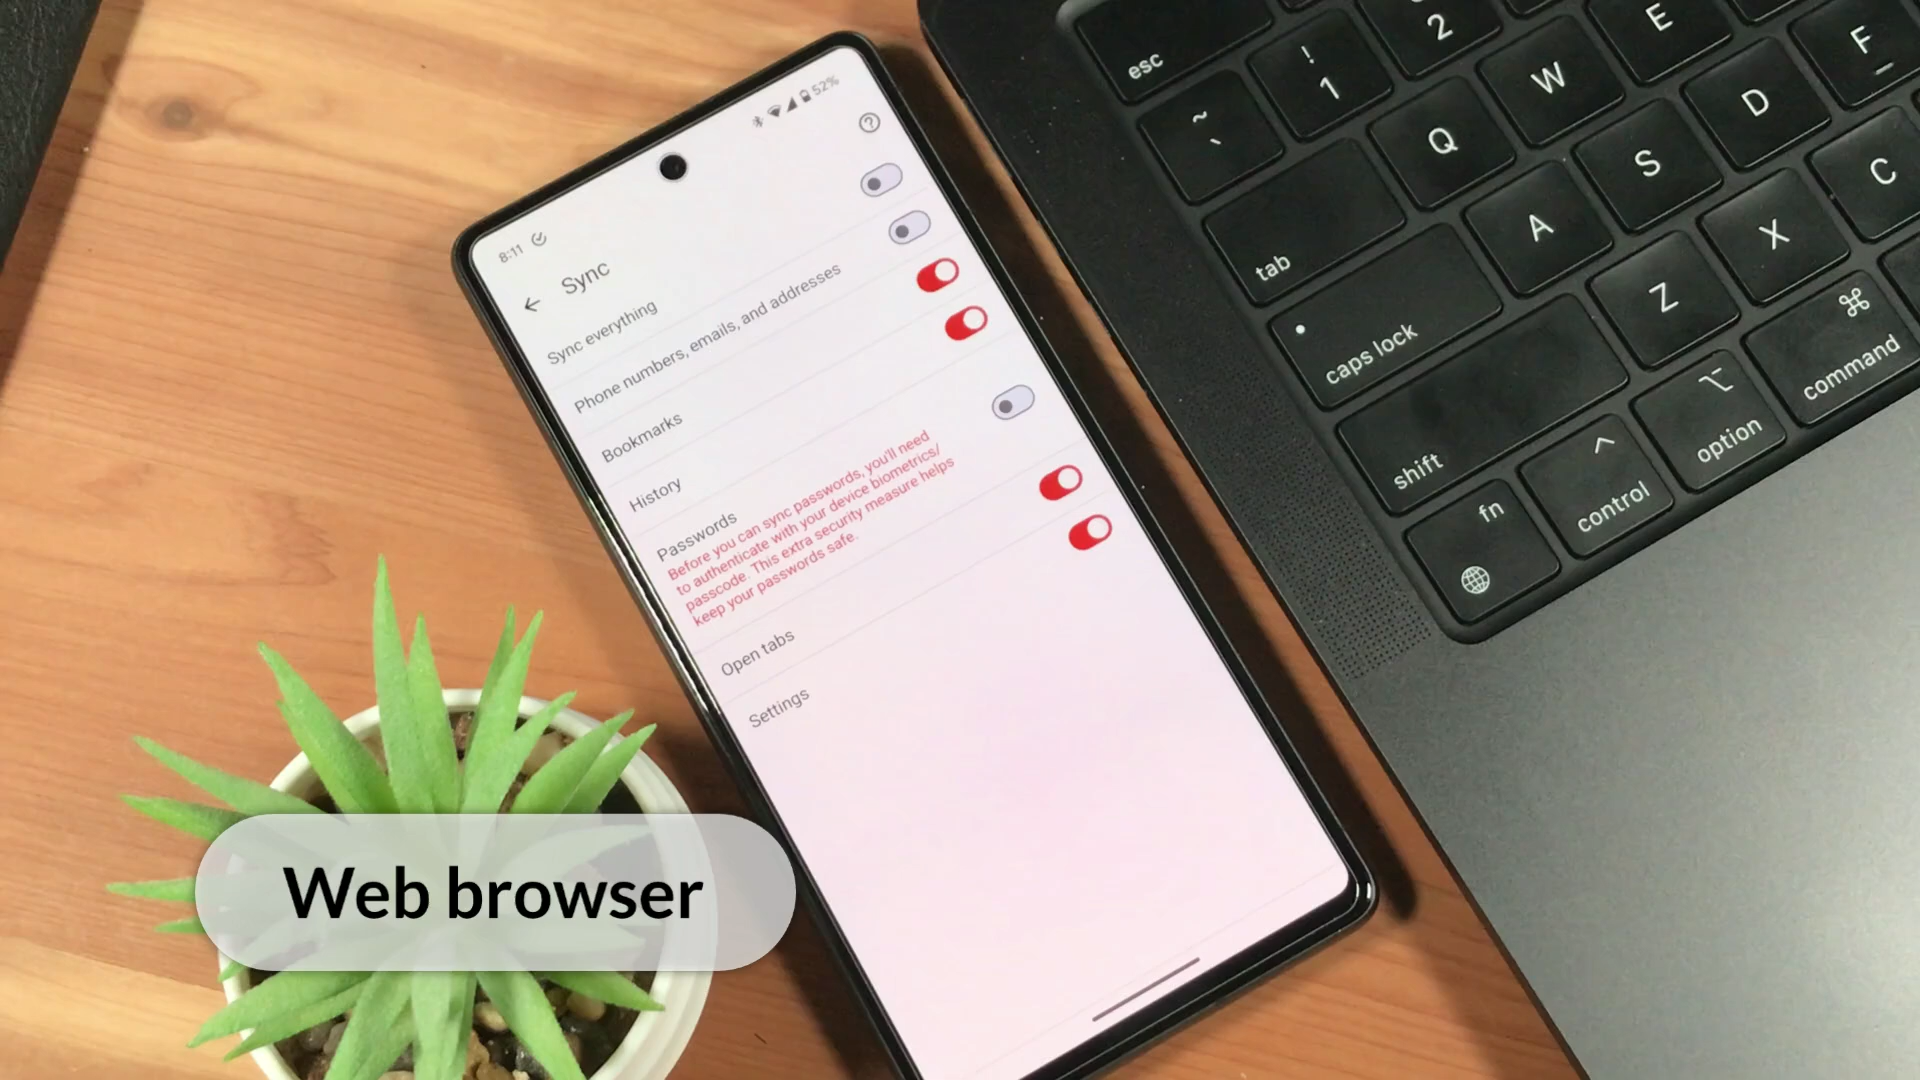 8:11
52%
Sync
Sync everything
Phone numbers, emails, and addresses
Bookmarks
History
Passwords
Before you can sync passwords, you'll need
to authenticate with your device biometrics/
passcode. This extra security measure helps
keep your passwords safe.
Open tabs
Settings
Web browser
esc
!
1
2
~
`
Q
W
E
tab
A
S
D
F
caps lock
Z
X
C
shift
fn
control
option
command